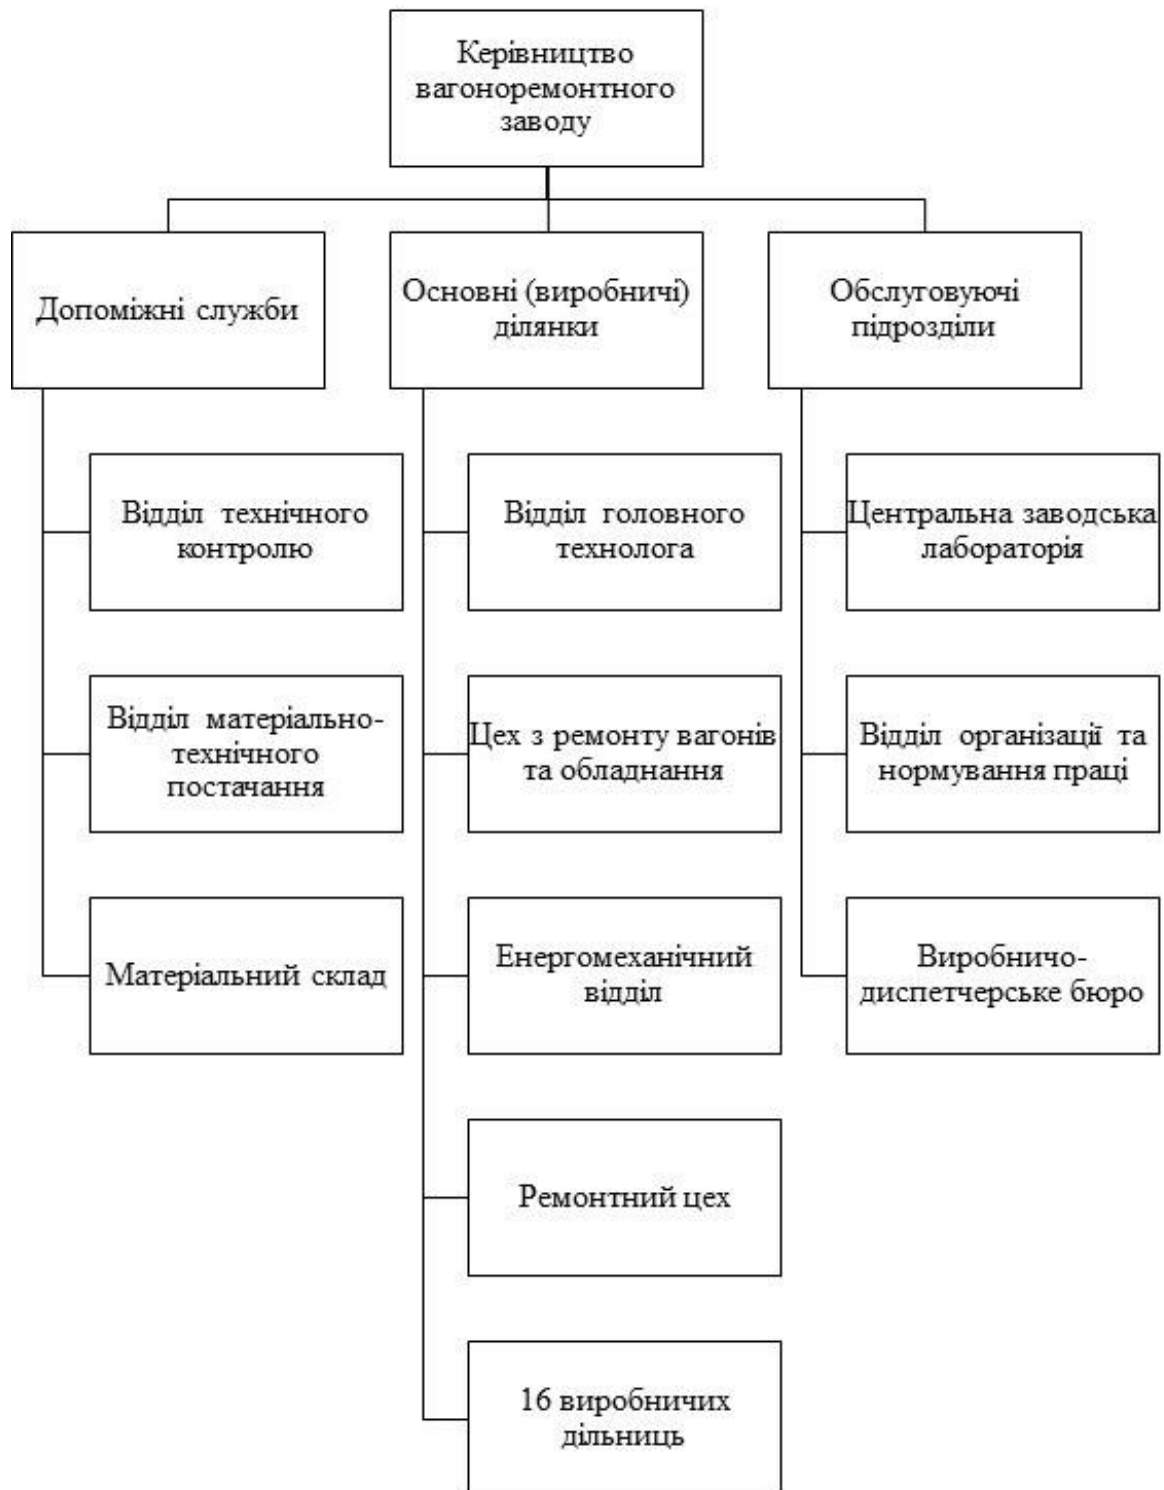 Керівництво
вагоноремонтного
заводу
Допоміжні служби
Основні (виробничі)
ділянки
Обслуговуючі
підрозділи
Відділ технічного
контролю
Відділ головного
технолога
Центральна заводська
лабораторія
Відділ матеріально-
технічного
постачання
Цех з ремонту вагонів
та обладнання
Відділ організації та
нормування праці
Матеріальний склад
Енергомеханічний
відділ
Виробничо-
диспетчерське бюро
Ремонтний цех
16 виробничих
дільниць